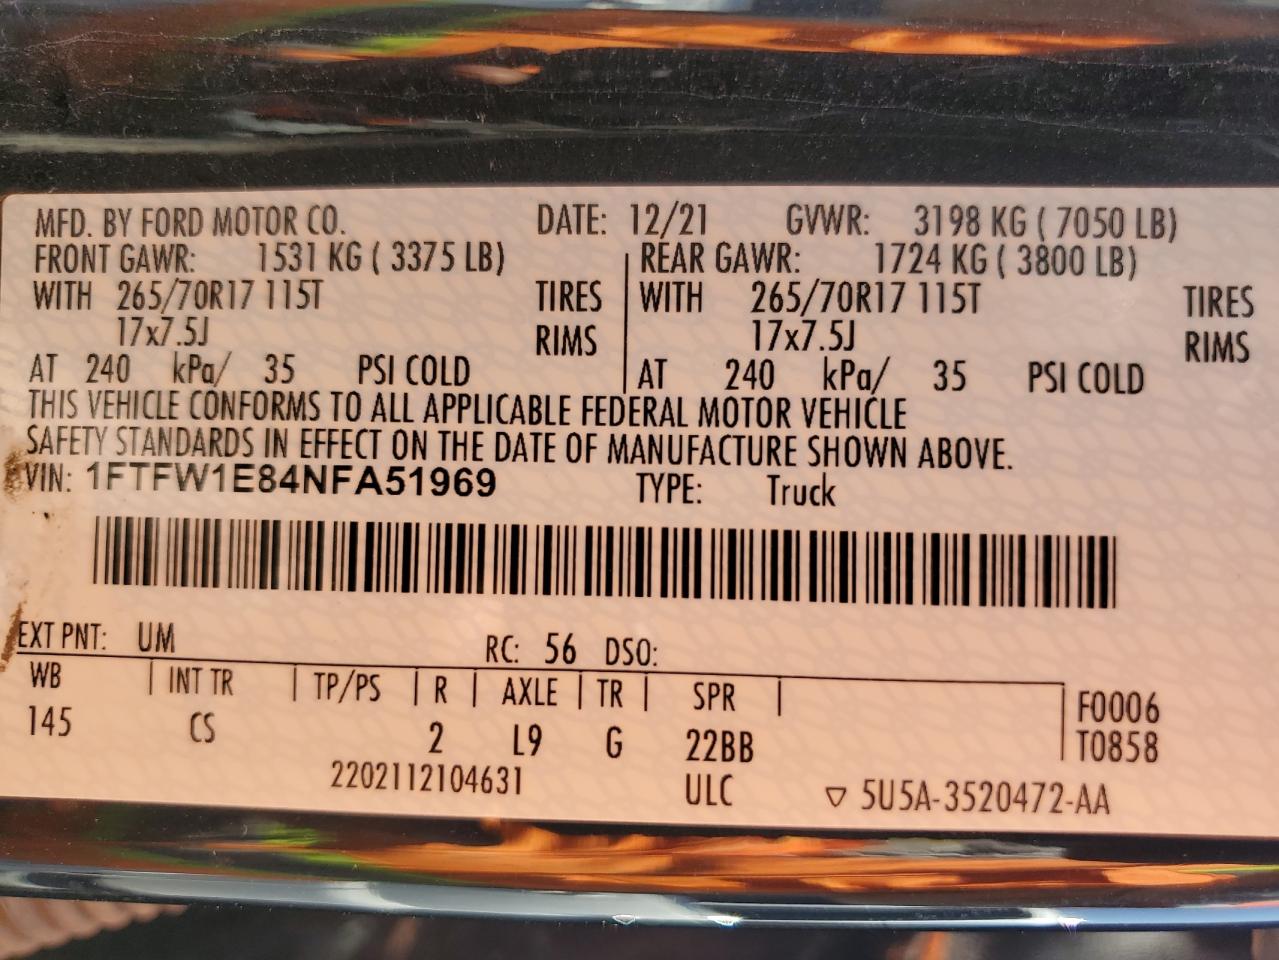 MFD. BY FORD MOTOR CO. DATE: 12/21 GVWR: 3198 KG ( 7050 LB)
FRONT GAWR: 1531 KG ( 3375 LB) REAR GAWR: 1724 KG ( 3800 LB)
WITH 265/70R17 115T TIRES WITH 265/70R17 115T TIRES
17x7.5J RIMS 17x7.5J RIMS
AT 240 kPa/ 35 PSI COLD AT 240 kPa/ 35 PSI COLD
THIS VEHICLE CONFORMS TO ALL APPLICABLE FEDERAL MOTOR VEHICLE
SAFETY STANDARDS IN EFFECT ON THE DATE OF MANUFACTURE SHOWN ABOVE.
VIN: 1FTFW1E84NFA51969 TYPE: Truck
EXT PNT: UM RC: 56 DSO:
WB INT TR TP/PS R AXLE TR SPR F0006
145 CS 2 L9 G 22BB T0858
2202112104631 ULC ▽ 5U5A-3520472-AA